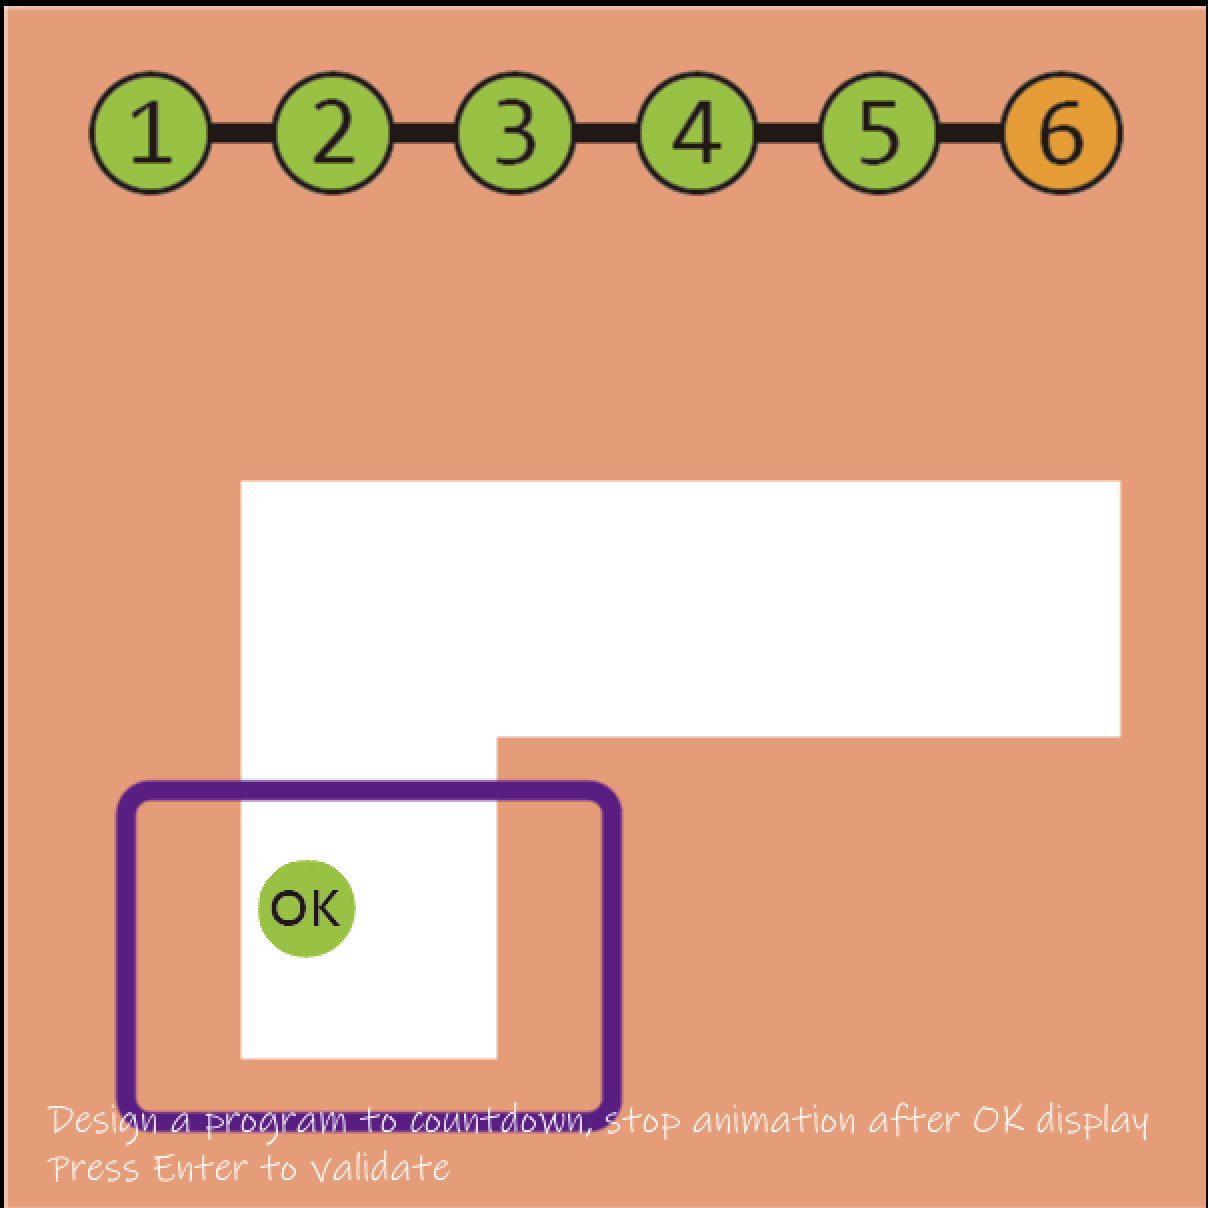 1 2 3 4 5 6
OK
Design a program to countdown, stop animation after OK display
Press Enter to validate